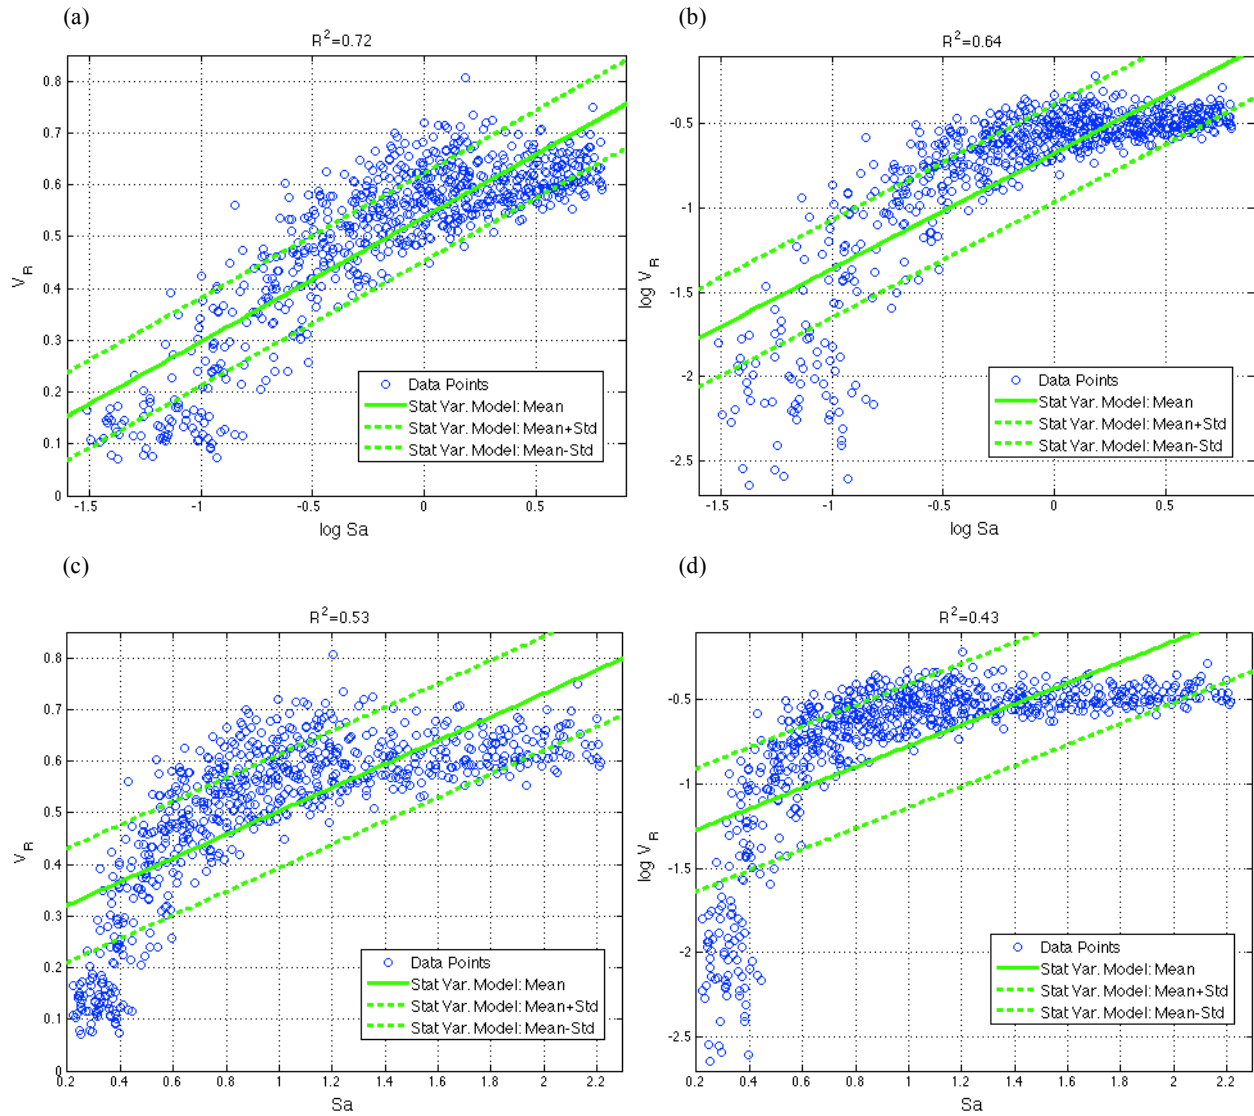 (a)
R²=0.72
V_R
0.8
0.7
0.6
0.5
0.4
0.3
0.2
0.1
0
-1.5 -1 -0.5 0 0.5
log Sa
Data Points
Stat Var. Model: Mean
Stat Var. Model: Mean+Std
Stat Var. Model: Mean-Std
(b)
R²=0.64
log V_R
-0.5
-1
-1.5
-2
-2.5
-1.5 -1 -0.5 0 0.5
log Sa
Data Points
Stat Var. Model: Mean
Stat Var. Model: Mean+Std
Stat Var. Model: Mean-Std
(c)
R²=0.53
V_R
0.8
0.7
0.6
0.5
0.4
0.3
0.2
0.1
0
0.2 0.4 0.6 0.8 1 1.2 1.4 1.6 1.8 2 2.2
Sa
Data Points
Stat Var. Model: Mean
Stat Var. Model: Mean+Std
Stat Var. Model: Mean-Std
(d)
R²=0.43
log V_R
-0.5
-1
-1.5
-2
-2.5
0.2 0.4 0.6 0.8 1 1.2 1.4 1.6 1.8 2 2.2
Sa
Data Points
Stat Var. Model: Mean
Stat Var. Model: Mean+Std
Stat Var. Model: Mean-Std